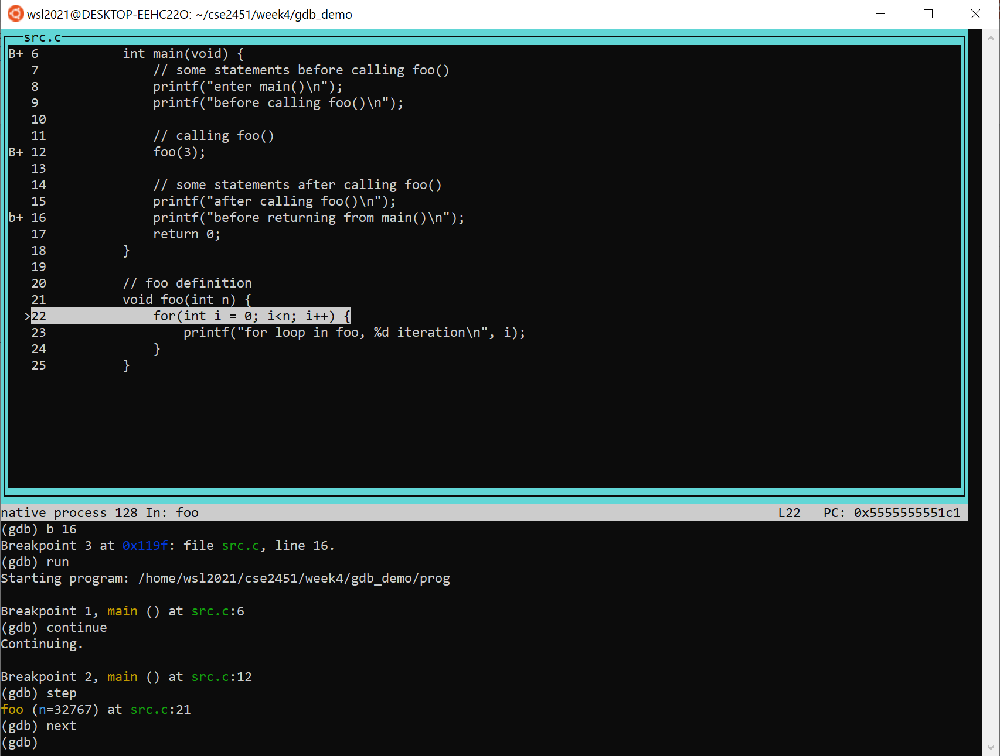 wsl2021@DESKTOP-EEHC22O: ~/cse2451/week4/gdb_demo
src.c
B+ 6           int main(void) {
   7               // some statements before calling foo()
   8               printf("enter main()\n");
   9               printf("before calling foo()\n");
   10
   11              // calling foo()
B+ 12              foo(3);
   13
   14              // some statements after calling foo()
   15              printf("after calling foo()\n");
b+ 16              printf("before returning from main()\n");
   17              return 0;
   18          }
   19
   20          // foo definition
   21          void foo(int n) {
  >22              for(int i = 0; i<n; i++) {
   23                  printf("for loop in foo, %d iteration\n", i);
   24              }
   25          }
native process 128 In: foo L22 PC: 0x5555555551c1
(gdb) b 16
Breakpoint 3 at 0x119f: file src.c, line 16.
(gdb) run
Starting program: /home/wsl2021/cse2451/week4/gdb_demo/prog
Breakpoint 1, main () at src.c:6
(gdb) continue
Continuing.
Breakpoint 2, main () at src.c:12
(gdb) step
foo (n=32767) at src.c:21
(gdb) next
(gdb)